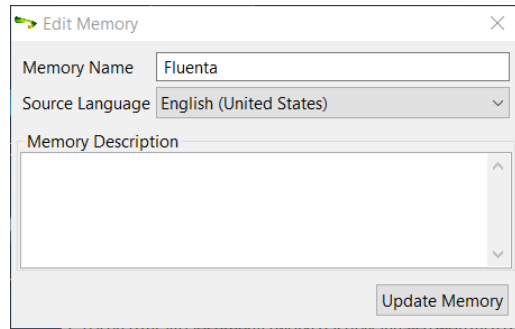 Edit Memory
Memory Name Fluenta
Source Language English (United States)
Memory Description
Update Memory